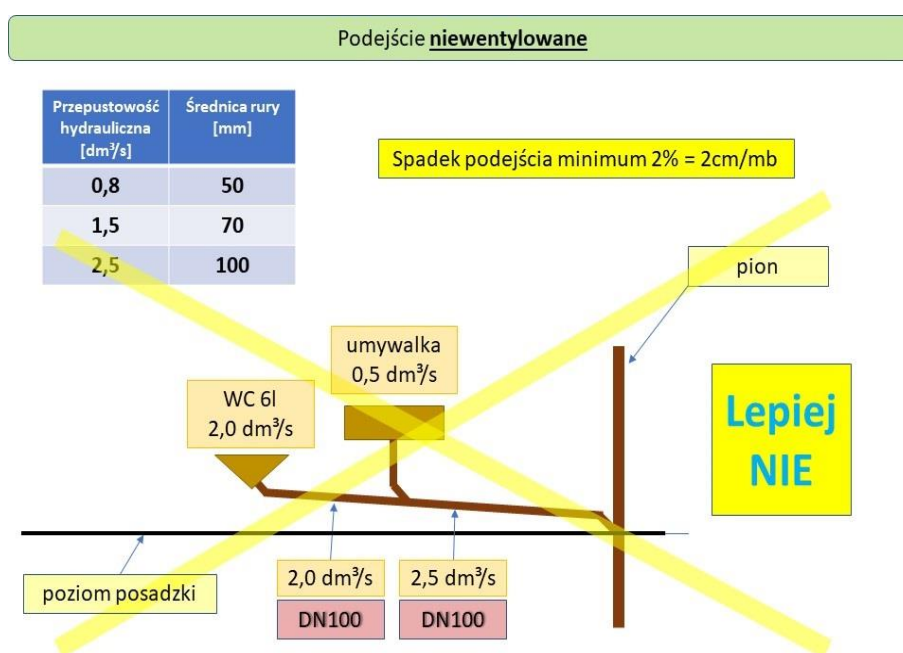 Podejście niewentylowane
Przepustowość
hydrauliczna
[dm³/s]
Średnica rury
[mm]
0,8 50
1,5 70
2,5 100
Spadek podejścia minimum 2% = 2cm/mb
pion
umywalka
0,5 dm³/s
WC 6l
2,0 dm³/s
Lepiej
NIE
2,0 dm³/s
2,5 dm³/s
poziom posadzki
DN100
DN100